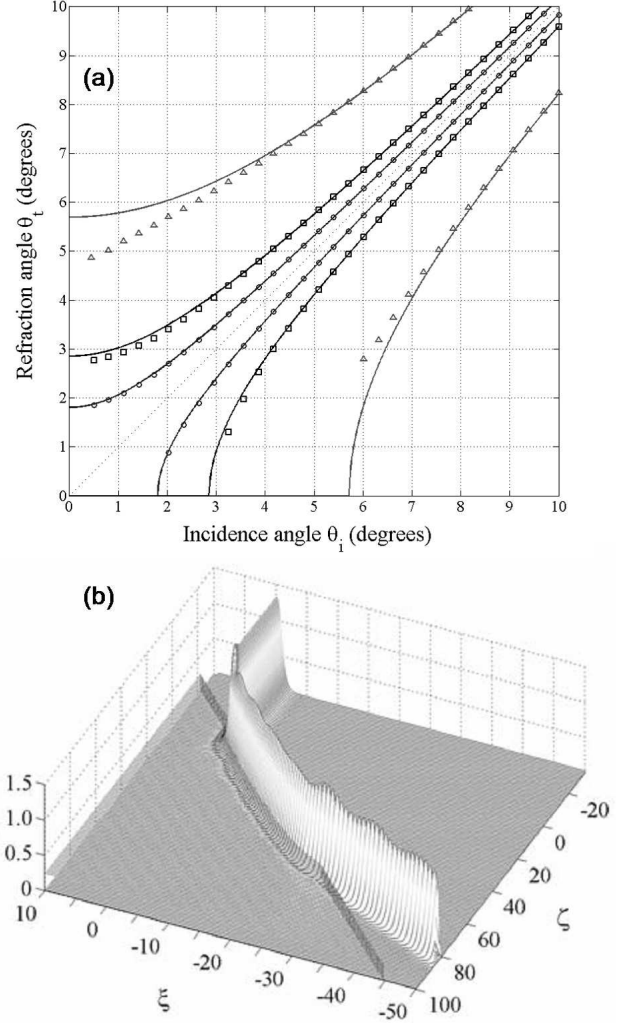 (a)
10
9
8
7
6
5
4
3
2
1
0
Refraction angle θt (degrees)
0 1 2 3 4 5 6 7 8 9 10
Incidence angle θi (degrees)
(b)
1.5
1.0
0.5
0
10 0 -10 -20 -30 -40 -50
ξ
-20
0
20
40
60
80
100
ζ